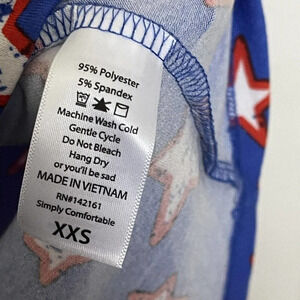 95% Polyester
5% Spandex
Machine Wash Cold
Gentle Cycle
Do Not Bleach
Hang Dry
or you'll be sad
MADE IN VIETNAM
RN#142161
Simply Comfortable
XXS